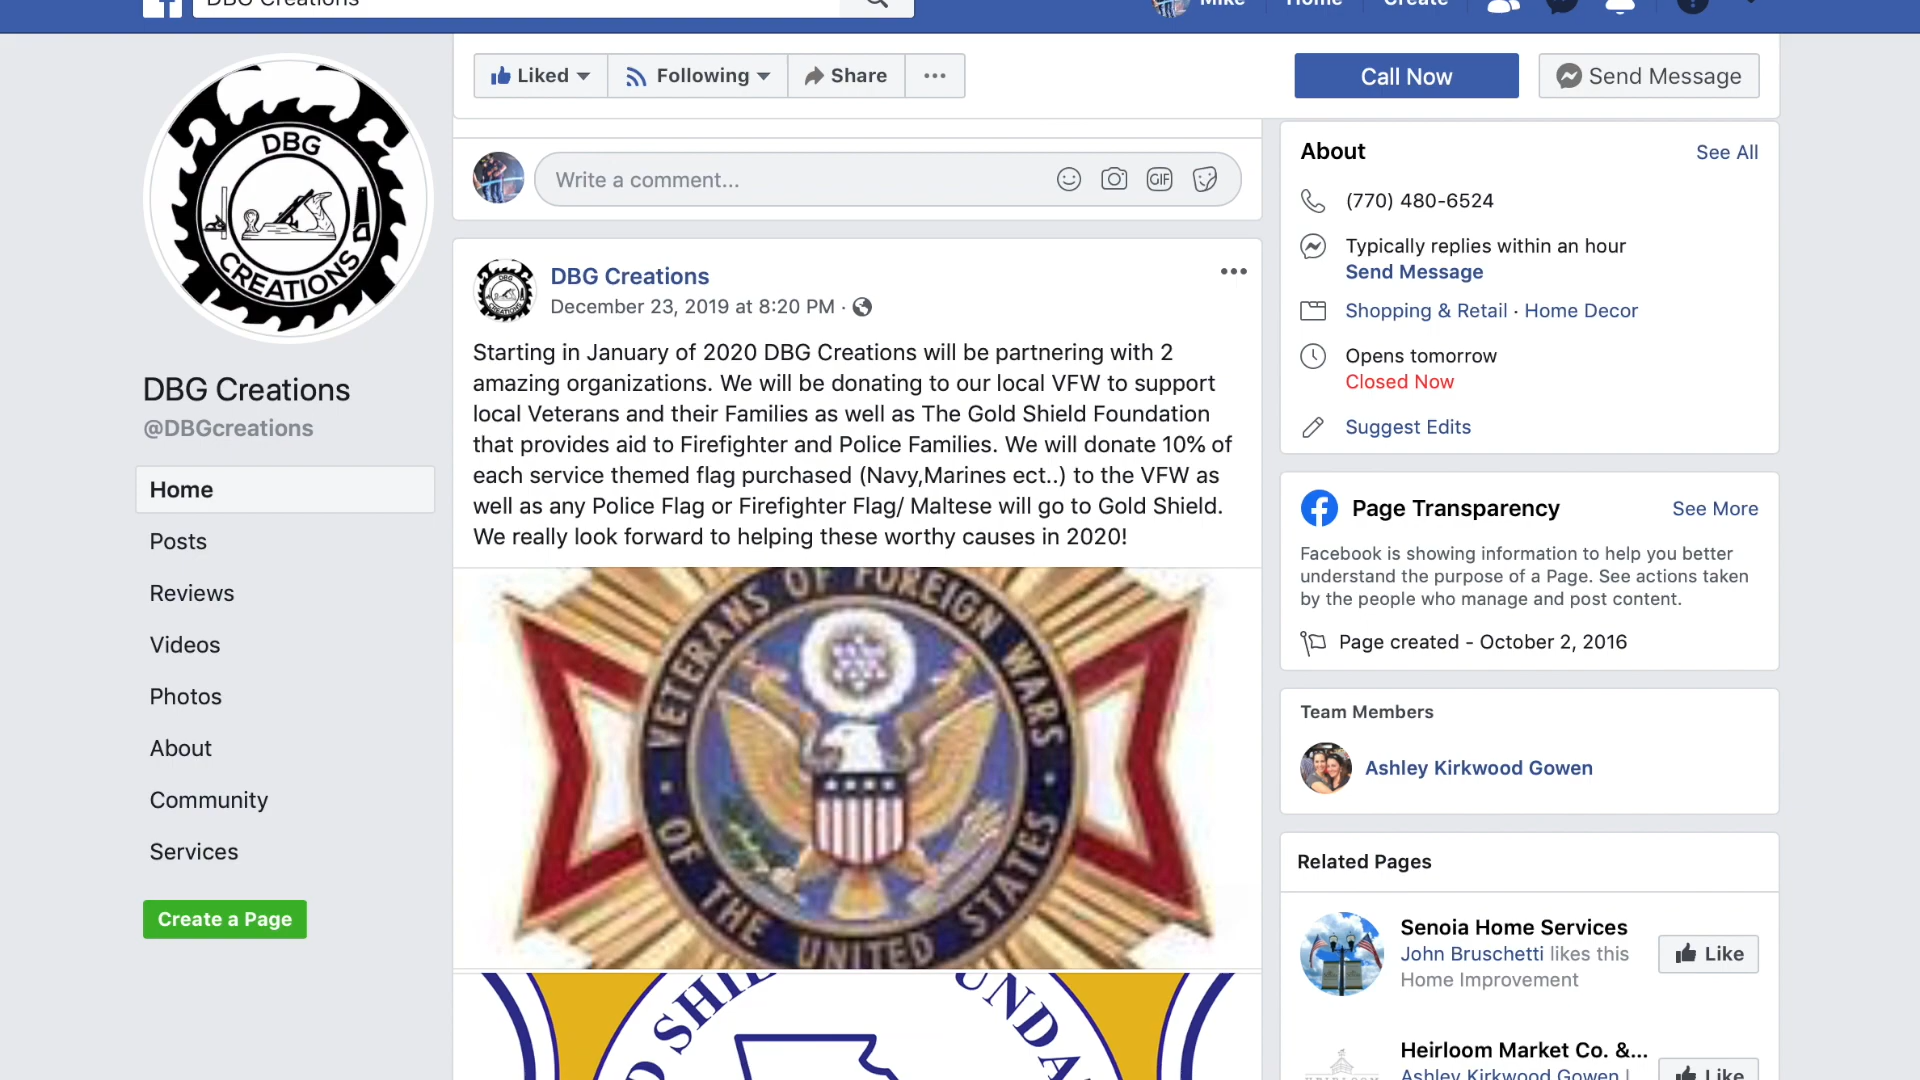 DBG Creations
Mike
Home
Create
Liked
Following
Share
Call Now
Send Message
DBG
CREATIONS
DBG Creations
@DBGcreations
Home
Posts
Reviews
Videos
Photos
About
Community
Services
Create a Page
Write a comment...
GIF
DBG Creations
December 23, 2019 at 8:20 PM ·
Starting in January of 2020 DBG Creations will be partnering with 2
amazing organizations. We will be donating to our local VFW to support
local Veterans and their Families as well as The Gold Shield Foundation
that provides aid to Firefighter and Police Families. We will donate 10% of
each service themed flag purchased (Navy,Marines ect..) to the VFW as
well as any Police Flag or Firefighter Flag/ Maltese will go to Gold Shield.
We really look forward to helping these worthy causes in 2020!
VETERANS OF FOREIGN WARS
OF THE UNITED STATES
About
See All
(770) 480-6524
Typically replies within an hour
Send Message
Shopping & Retail · Home Decor
Opens tomorrow
Closed Now
Suggest Edits
Page Transparency
See More
Facebook is showing information to help you better
understand the purpose of a Page. See actions taken
by the people who manage and post content.
Page created - October 2, 2016
Team Members
Ashley Kirkwood Gowen
Related Pages
Senoia Home Services
John Bruschetti likes this
Home Improvement
Like
Heirloom Market Co. &...
Ashley Kirkwood Gowen
Like